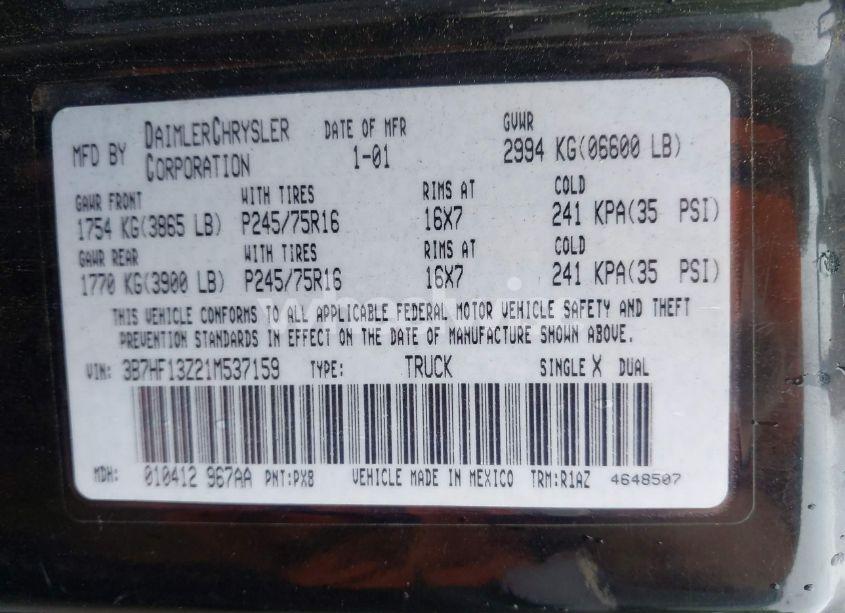 MFD BY DAIMLERCHRYSLER CORPORATION DATE OF MFR 1-01 GVWR 2994 KG(06600 LB)
GAWR FRONT WITH TIRES RIMS AT COLD
1754 KG(3865 LB) P245/75R16 16X7 241 KPA(35 PSI)
GAWR REAR WITH TIRES RIMS AT COLD
1770 KG(3900 LB) P245/75R16 16X7 241 KPA(35 PSI)
THIS VEHICLE CONFORMS TO ALL APPLICABLE FEDERAL MOTOR VEHICLE SAFETY AND THEFT
PREVENTION STANDARDS IN EFFECT ON THE DATE OF MANUFACTURE SHOWN ABOVE.
VIN: 3B7HF13Z21M537159 TYPE: TRUCK SINGLE X DUAL
MDH: 010412 967AA PNT:PXB VEHICLE MADE IN MEXICO TRM:R1AZ 4648507